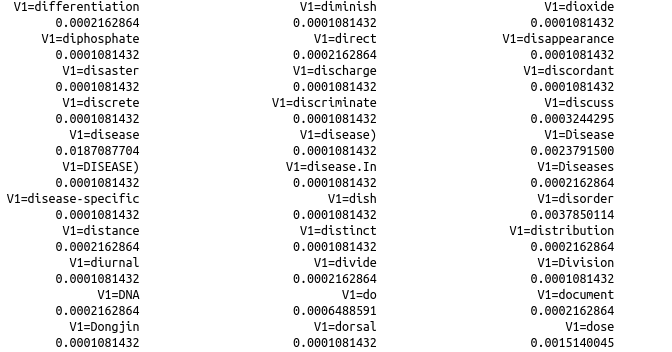 V1=differentiation V1=diminish V1=dioxide
0.0002162864 0.0001081432 0.0001081432
V1=diphosphate V1=direct V1=disappearance
0.0001081432 0.0002162864 0.0001081432
V1=disaster V1=discharge V1=discordant
0.0001081432 0.0001081432 0.0001081432
V1=discrete V1=discriminate V1=discuss
0.0001081432 0.0001081432 0.0003244295
V1=disease V1=disease) V1=Disease
0.0187087704 0.0001081432 0.0023791500
V1=DISEASE) V1=disease.In V1=Diseases
0.0001081432 0.0001081432 0.0002162864
V1=disease-specific V1=dish V1=disorder
0.0001081432 0.0001081432 0.0037850114
V1=distance V1=distinct V1=distribution
0.0002162864 0.0001081432 0.0002162864
V1=diurnal V1=divide V1=Division
0.0001081432 0.0002162864 0.0001081432
V1=DNA V1=do V1=document
0.0002162864 0.0006488591 0.0002162864
V1=Dongjin V1=dorsal V1=dose
0.0001081432 0.0001081432 0.0015140045